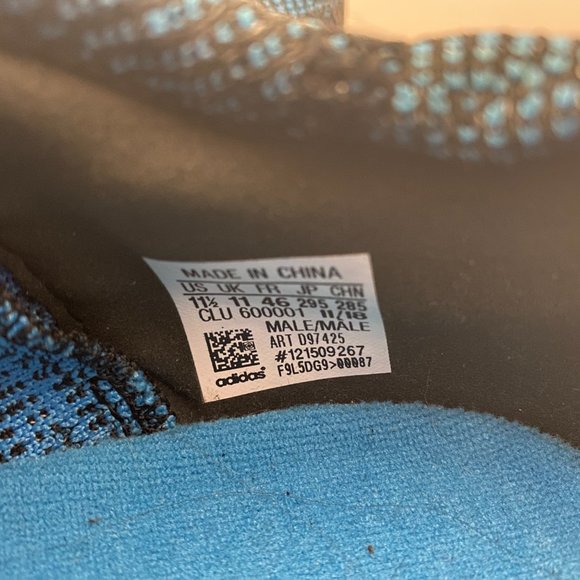 MADE IN CHINA
US UK FR JP CHN
11½ 11 46 295 285
CLU 600001 11/18
MALE/MALE
ART D97425
#121509267
adidas® F9L5DG9>00087